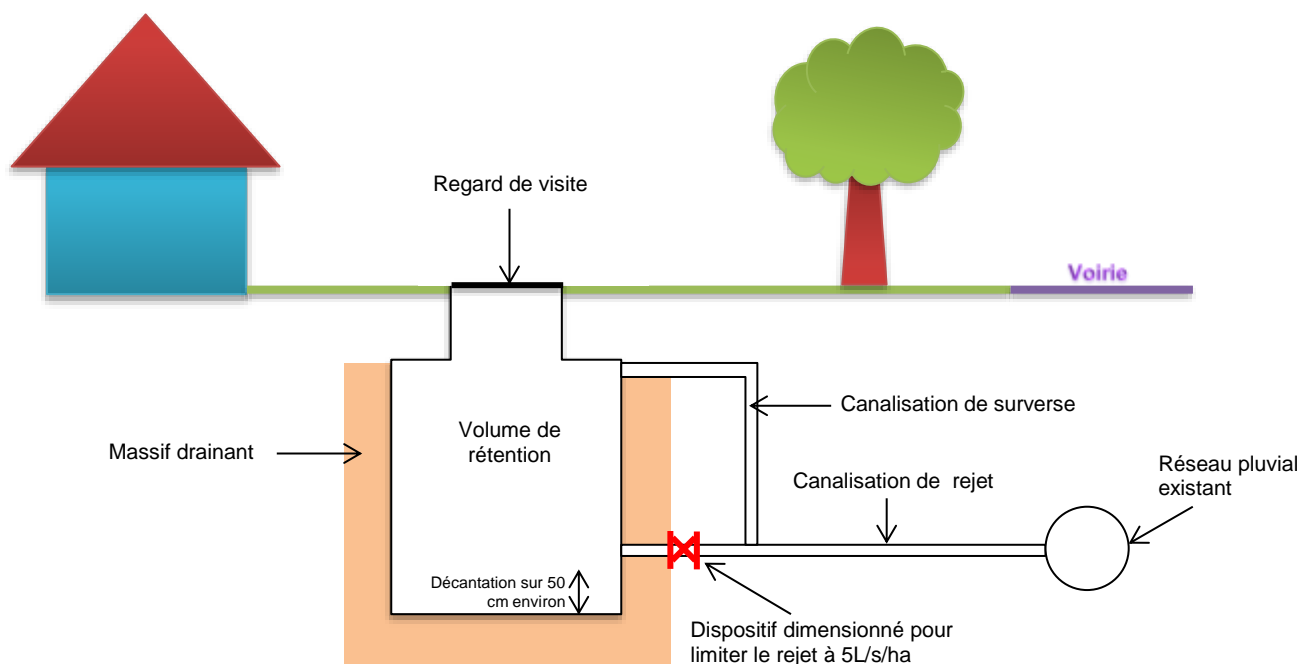 Regard de visite
Voirie
Canalisation de surverse
Volume de
rétention
Massif drainant
Réseau pluvial
existant
Canalisation de rejet
Décantation sur 50
cm environ
Dispositif dimensionné pour
limiter le rejet à 5L/s/ha